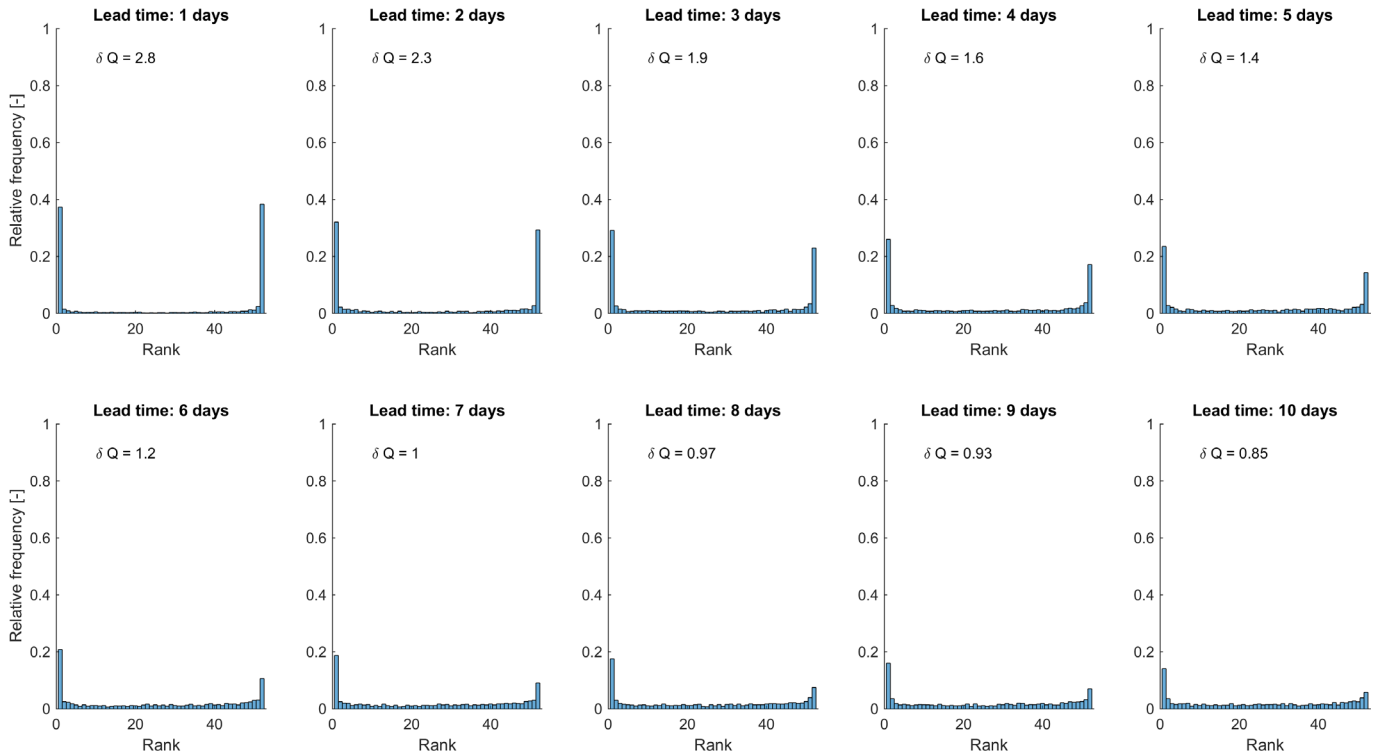 Lead time: 1 days
Lead time: 2 days
Lead time: 3 days
Lead time: 4 days
Lead time: 5 days
1
δ Q = 2.8
0.8
0.6
0.4
0.2
0
0 20 40
Rank
Relative frequency [-]
1
δ Q = 2.3
0.8
0.6
0.4
0.2
0
0 20 40
Rank
1
δ Q = 1.9
0.8
0.6
0.4
0.2
0
0 20 40
Rank
1
δ Q = 1.6
0.8
0.6
0.4
0.2
0
0 20 40
Rank
1
δ Q = 1.4
0.8
0.6
0.4
0.2
0
0 20 40
Rank
Lead time: 6 days
Lead time: 7 days
Lead time: 8 days
Lead time: 9 days
Lead time: 10 days
1
δ Q = 1.2
0.8
0.6
0.4
0.2
0
0 20 40
Rank
Relative frequency [-]
1
δ Q = 1
0.8
0.6
0.4
0.2
0
0 20 40
Rank
1
δ Q = 0.97
0.8
0.6
0.4
0.2
0
0 20 40
Rank
1
δ Q = 0.93
0.8
0.6
0.4
0.2
0
0 20 40
Rank
1
δ Q = 0.85
0.8
0.6
0.4
0.2
0
0 20 40
Rank